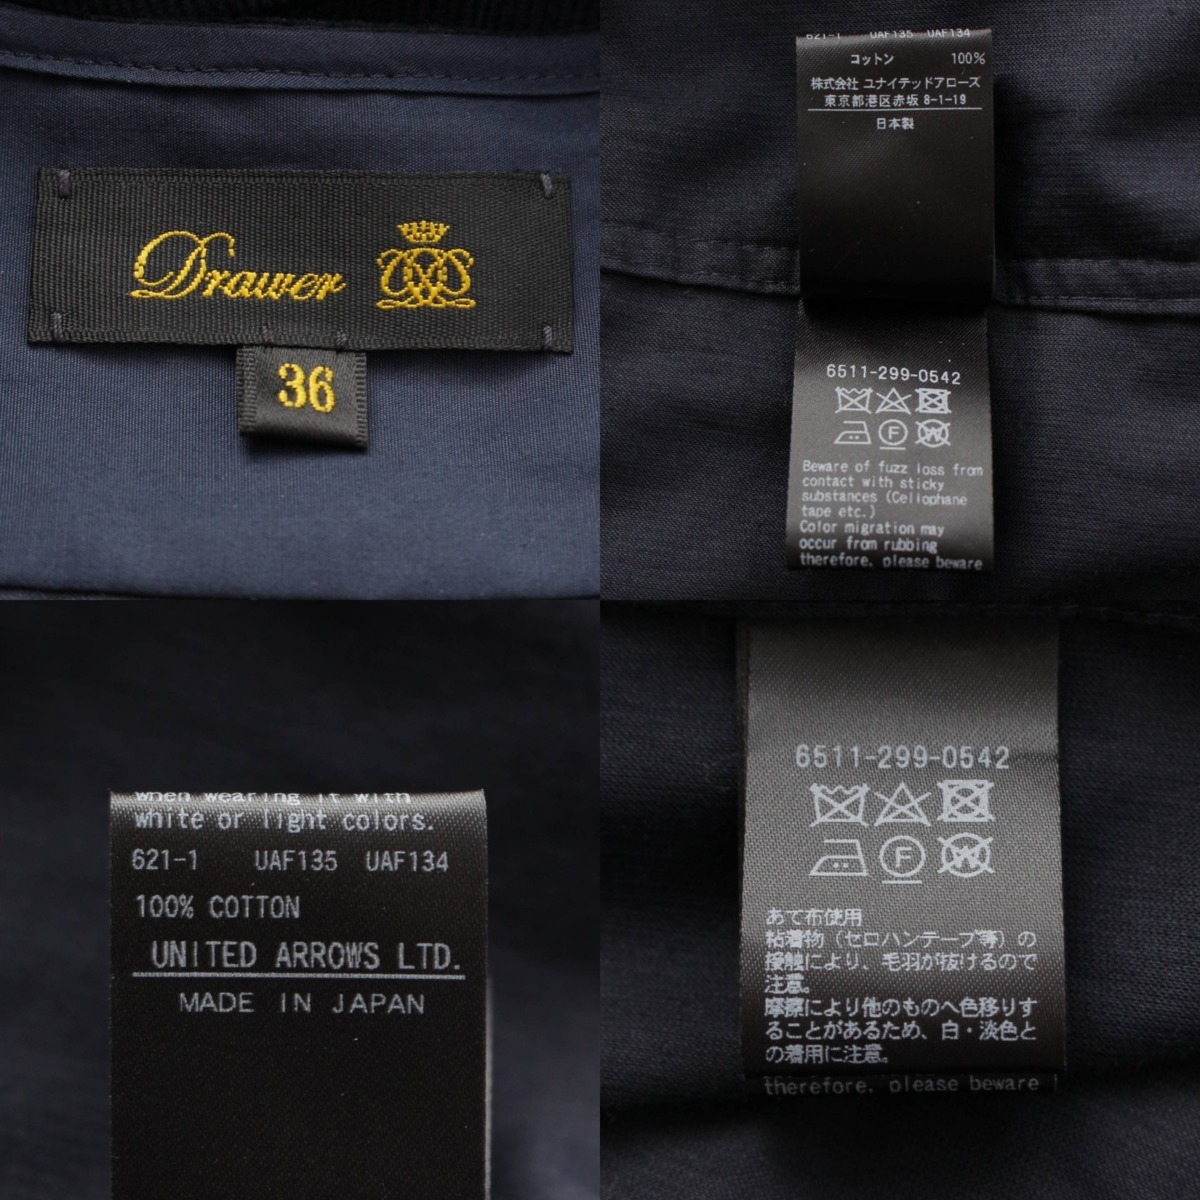 Drawer
36
621-1 UAF135 UAF134
コットン 100%
株式会社 ユナイテッドアローズ
東京都港区赤坂 8-1-19
日本製
6511-299-0542
F W
Beware of fuzz loss from
contact with sticky
substances (Cellophane
tape etc.)
Color migration may
occur from rubbing
therefore, please beware
when wearing it with
white or light colors.
621-1 UAF135 UAF134
100% COTTON
UNITED ARROWS LTD.
MADE IN JAPAN
6511-299-0542
F W
あて布使用
粘着物(セロハンテープ等)の
接触により、毛羽が抜けるので
注意。
摩擦により他のものへ色移りす
ることがあるため、白・淡色と
の着用に注意。
therefore, please beware